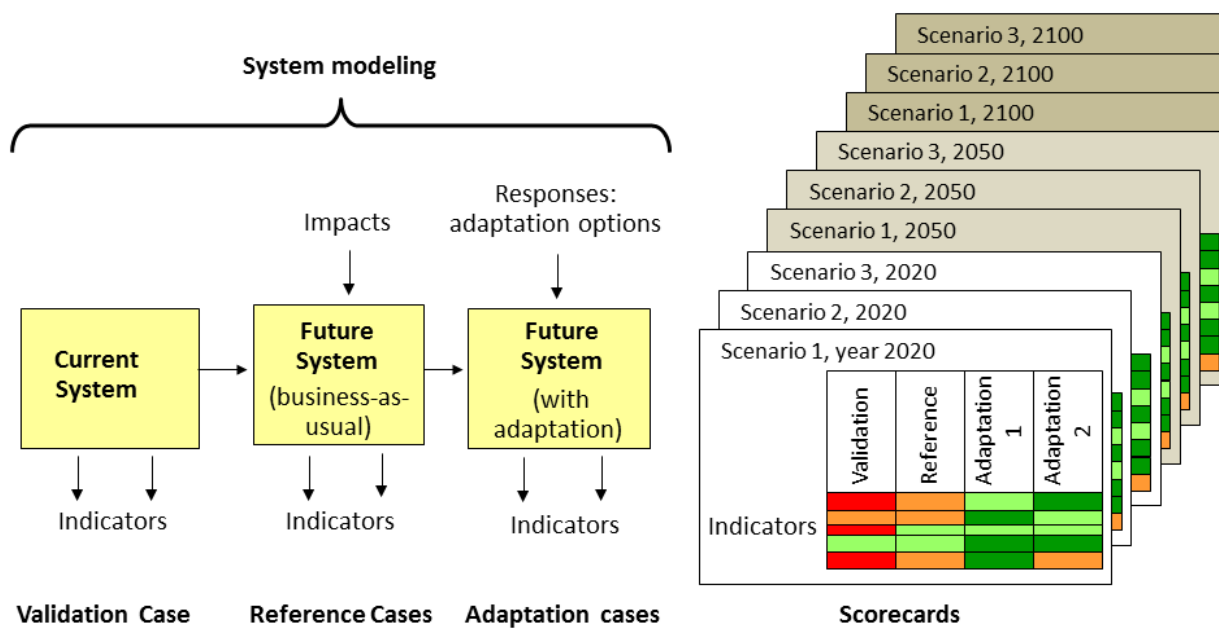 System modeling
Impacts
Responses:
adaptation options
Current
System
Future
System
(business-as-
usual)
Future
System
(with
adaptation)
Indicators
Indicators
Indicators
Validation Case
Reference Cases
Adaptation cases
Scenario 3, 2100
Scenario 2, 2100
Scenario 1, 2100
Scenario 3, 2050
Scenario 2, 2050
Scenario 1, 2050
Scenario 3, 2020
Scenario 2, 2020
Scenario 1, year 2020
Validation
Reference
Adaptation
1
Adaptation
2
Indicators
Scorecards